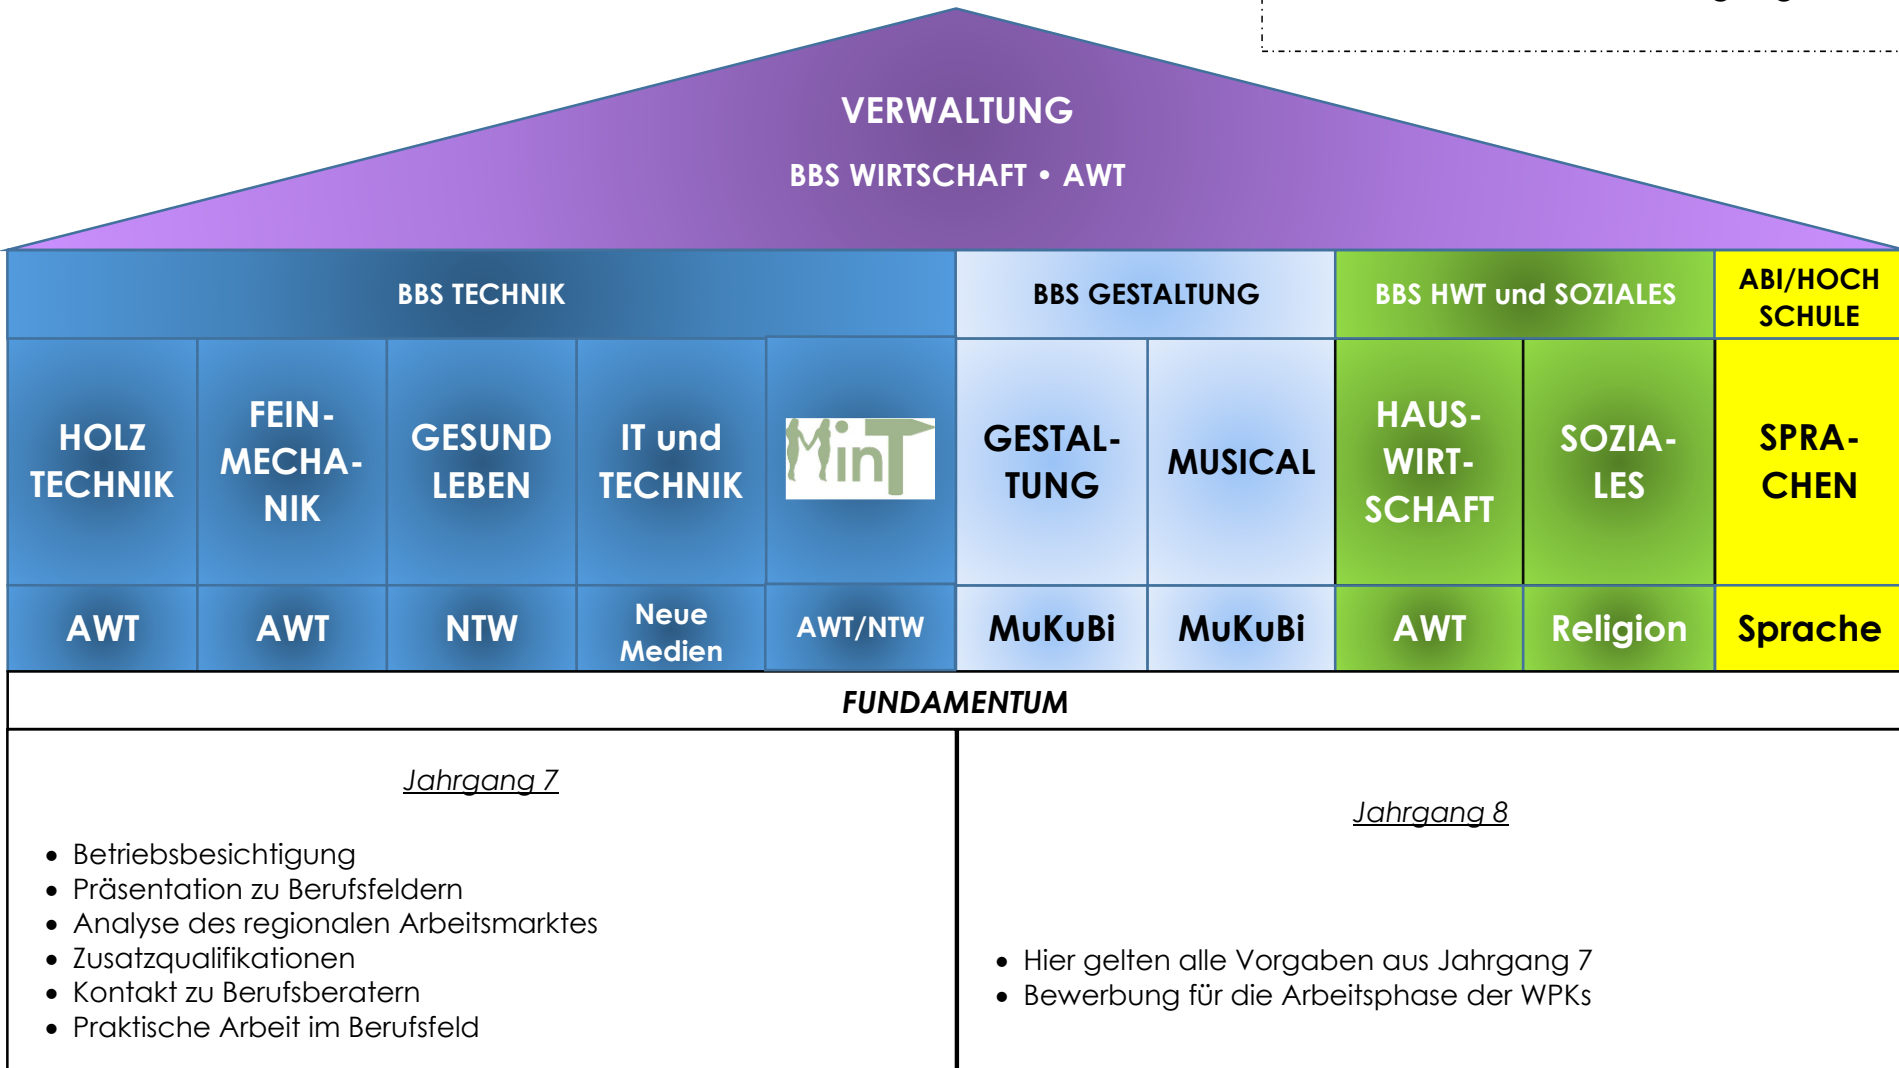 VERWALTUNG
BBS WIRTSCHAFT • AWT
BBS TECHNIK
BBS GESTALTUNG
BBS HWT und SOZIALES
ABI/HOCH
SCHULE
HOLZ
TECHNIK
FEIN-
MECHA-
NIK
GESUND
LEBEN
IT und
TECHNIK
MinT
GESTAL-
TUNG
MUSICAL
HAUS-
WIRT-
SCHAFT
SOZIA-
LES
SPRA-
CHEN
AWT
AWT
NTW
Neue
Medien
AWT/NTW
MuKuBi
MuKuBi
AWT
Religion
Sprache
FUNDAMENTUM
Jahrgang 7
• Betriebsbesichtigung
• Präsentation zu Berufsfeldern
• Analyse des regionalen Arbeitsmarktes
• Zusatzqualifikationen
• Kontakt zu Berufsberatern
• Praktische Arbeit im Berufsfeld
Jahrgang 8
• Hier gelten alle Vorgaben aus Jahrgang 7
• Bewerbung für die Arbeitsphase der WPKs